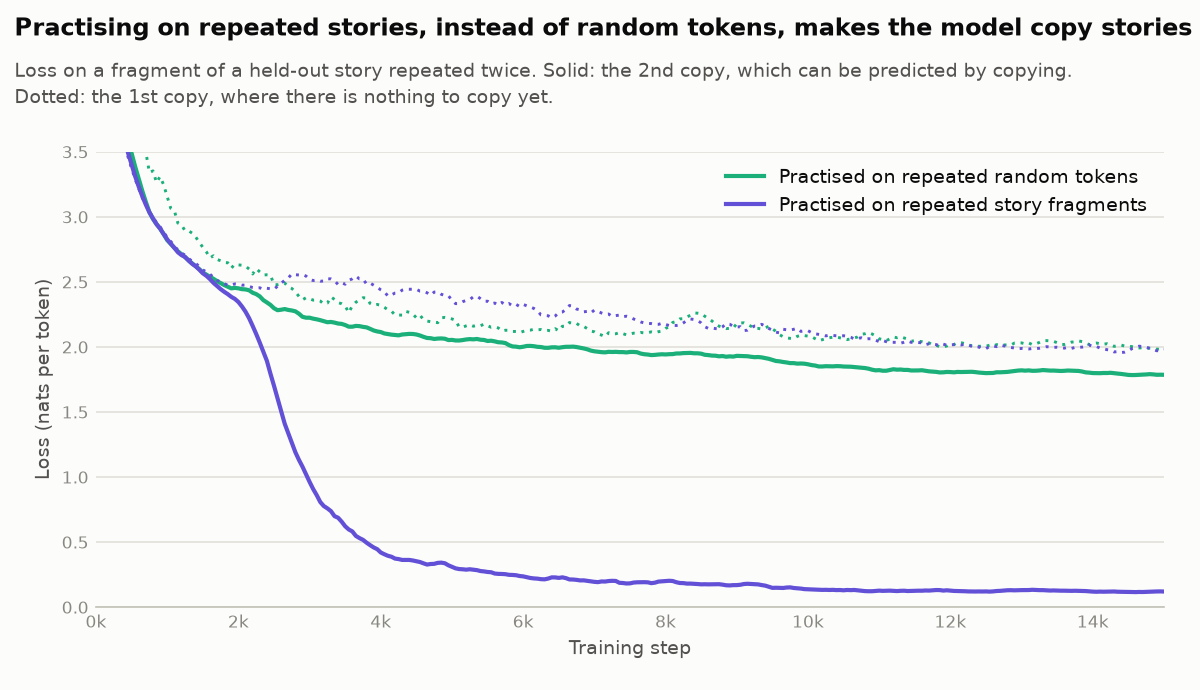 Practising on repeated stories, instead of random tokens, makes the model copy stories
Loss on a fragment of a held-out story repeated twice. Solid: the 2nd copy, which can be predicted by copying.
Dotted: the 1st copy, where there is nothing to copy yet.
Practised on repeated random tokens
Practised on repeated story fragments
Loss (nats per token)
3.5
3.0
2.5
2.0
1.5
1.0
0.5
0.0
0k
2k
4k
6k
8k
10k
12k
14k
Training step